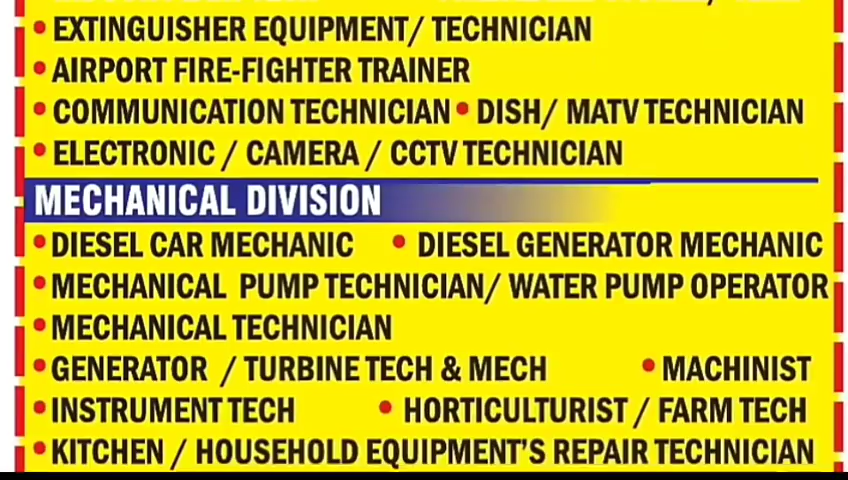 • EXTINGUISHER EQUIPMENT/ TECHNICIAN
• AIRPORT FIRE-FIGHTER TRAINER
• COMMUNICATION TECHNICIAN • DISH/ MATV TECHNICIAN
• ELECTRONIC / CAMERA / CCTV TECHNICIAN
MECHANICAL DIVISION
• DIESEL CAR MECHANIC • DIESEL GENERATOR MECHANIC
• MECHANICAL PUMP TECHNICIAN/ WATER PUMP OPERATOR
• MECHANICAL TECHNICIAN
• GENERATOR / TURBINE TECH & MECH • MACHINIST
• INSTRUMENT TECH • HORTICULTURIST / FARM TECH
• KITCHEN / HOUSEHOLD EQUIPMENT'S REPAIR TECHNICIAN